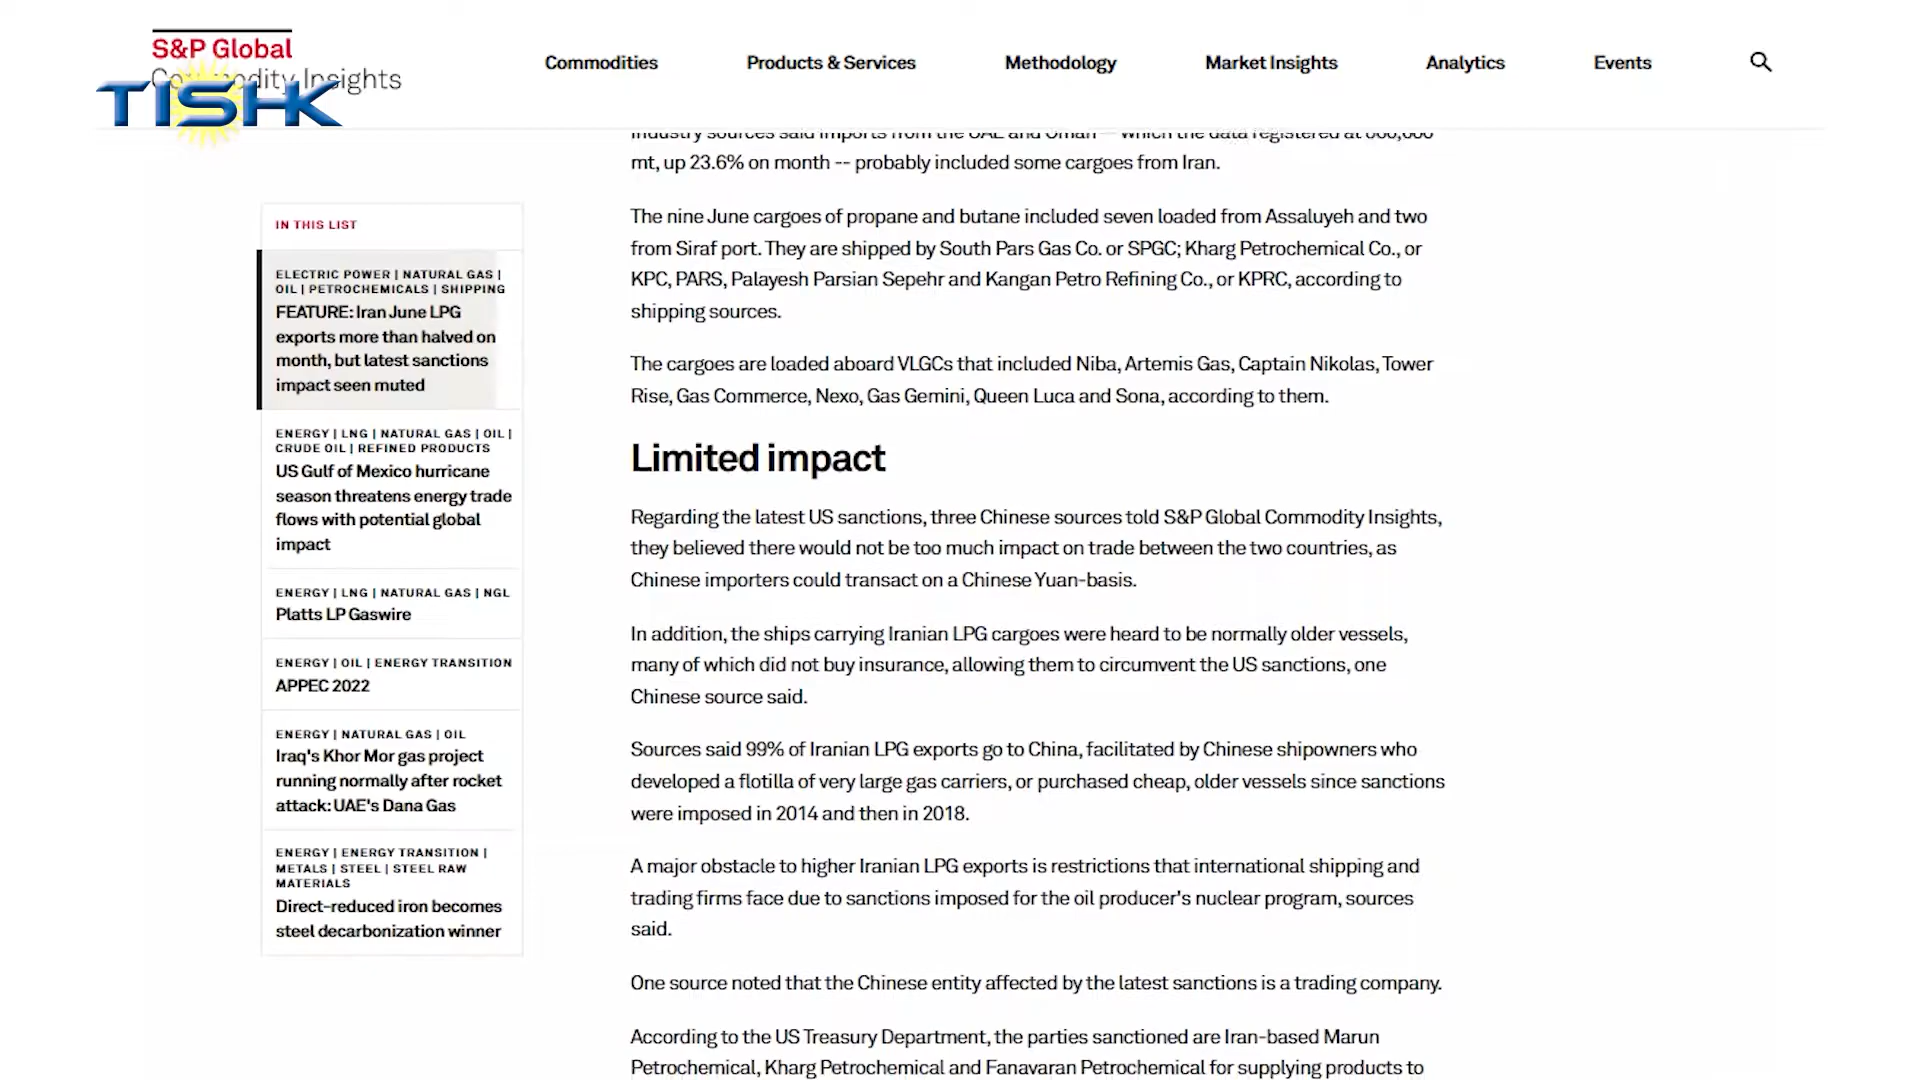 S&P Global
Commodity Insights
TISHK
Commodities
Products & Services
Methodology
Market Insights
Analytics
Events
Industry sources said imports from the UAE and Oman -- which the data registered at
mt, up 23.6% on month -- probably included some cargoes from Iran.
The nine June cargoes of propane and butane included seven loaded from Assaluyeh and two
from Siraf port. They are shipped by South Pars Gas Co. or SPGC; Kharg Petrochemical Co., or
KPC, PARS, Palayesh Parsian Sepehr and Kangan Petro Refining Co., or KPRC, according to
shipping sources.
The cargoes are loaded aboard VLGCs that included Niba, Artemis Gas, Captain Nikolas, Tower
Rise, Gas Commerce, Nexo, Gas Gemini, Queen Luca and Sona, according to them.
Limited impact
Regarding the latest US sanctions, three Chinese sources told S&P Global Commodity Insights,
they believed there would not be too much impact on trade between the two countries, as
Chinese importers could transact on a Chinese Yuan-basis.
In addition, the ships carrying Iranian LPG cargoes were heard to be normally older vessels,
many of which did not buy insurance, allowing them to circumvent the US sanctions, one
Chinese source said.
Sources said 99% of Iranian LPG exports go to China, facilitated by Chinese shipowners who
developed a flotilla of very large gas carriers, or purchased cheap, older vessels since sanctions
were imposed in 2014 and then in 2018.
A major obstacle to higher Iranian LPG exports is restrictions that international shipping and
trading firms face due to sanctions imposed for the oil producer's nuclear program, sources
said.
One source noted that the Chinese entity affected by the latest sanctions is a trading company.
According to the US Treasury Department, the parties sanctioned are Iran-based Marun
Petrochemical, Kharg Petrochemical and Fanavaran Petrochemical for supplying products to
IN THIS LIST
ELECTRIC POWER | NATURAL GAS |
OIL | PETROCHEMICALS | SHIPPING
FEATURE: Iran June LPG
exports more than halved on
month, but latest sanctions
impact seen muted
ENERGY | LNG | NATURAL GAS | OIL |
CRUDE OIL | REFINED PRODUCTS
US Gulf of Mexico hurricane
season threatens energy trade
flows with potential global
impact
ENERGY | LNG | NATURAL GAS | NGL
Platts LP Gaswire
ENERGY | OIL | ENERGY TRANSITION
APPEC 2022
ENERGY | NATURAL GAS | OIL
Iraq's Khor Mor gas project
running normally after rocket
attack: UAE's Dana Gas
ENERGY | ENERGY TRANSITION |
METALS | STEEL | STEEL RAW
MATERIALS
Direct-reduced iron becomes
steel decarbonization winner